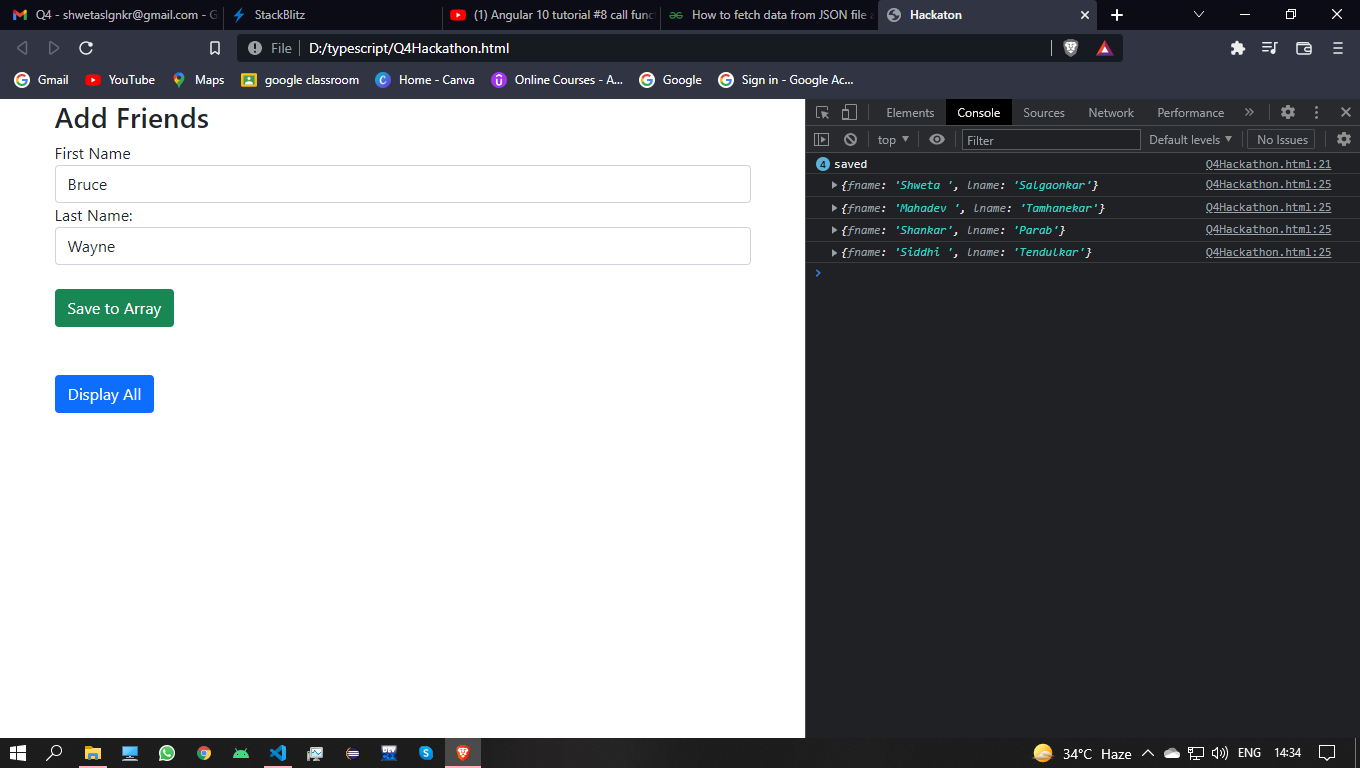 Q4 - shwetaslgnkr@gmail.com - G
StackBlitz
(1) Angular 10 tutorial #8 call func
How to fetch data from JSON file a
Hackaton
File
D:/typescript/Q4Hackathon.html
Gmail
YouTube
Maps
google classroom
Home - Canva
Online Courses - A...
Google
Sign in - Google Ac...
Add Friends
First Name
Bruce
Last Name:
Wayne
Save to Array
Display All
Elements
Console
Sources
Network
Performance
top
Filter
Default levels
No Issues
4 saved Q4Hackathon.html:21
{fname: 'Shweta ', lname: 'Salgaonkar'} Q4Hackathon.html:25
{fname: 'Mahadev ', lname: 'Tamhanekar'} Q4Hackathon.html:25
{fname: 'Shankar', lname: 'Parab'} Q4Hackathon.html:25
{fname: 'Siddhi ', lname: 'Tendulkar'} Q4Hackathon.html:25
DEV
34°C Haze
ENG
14:34